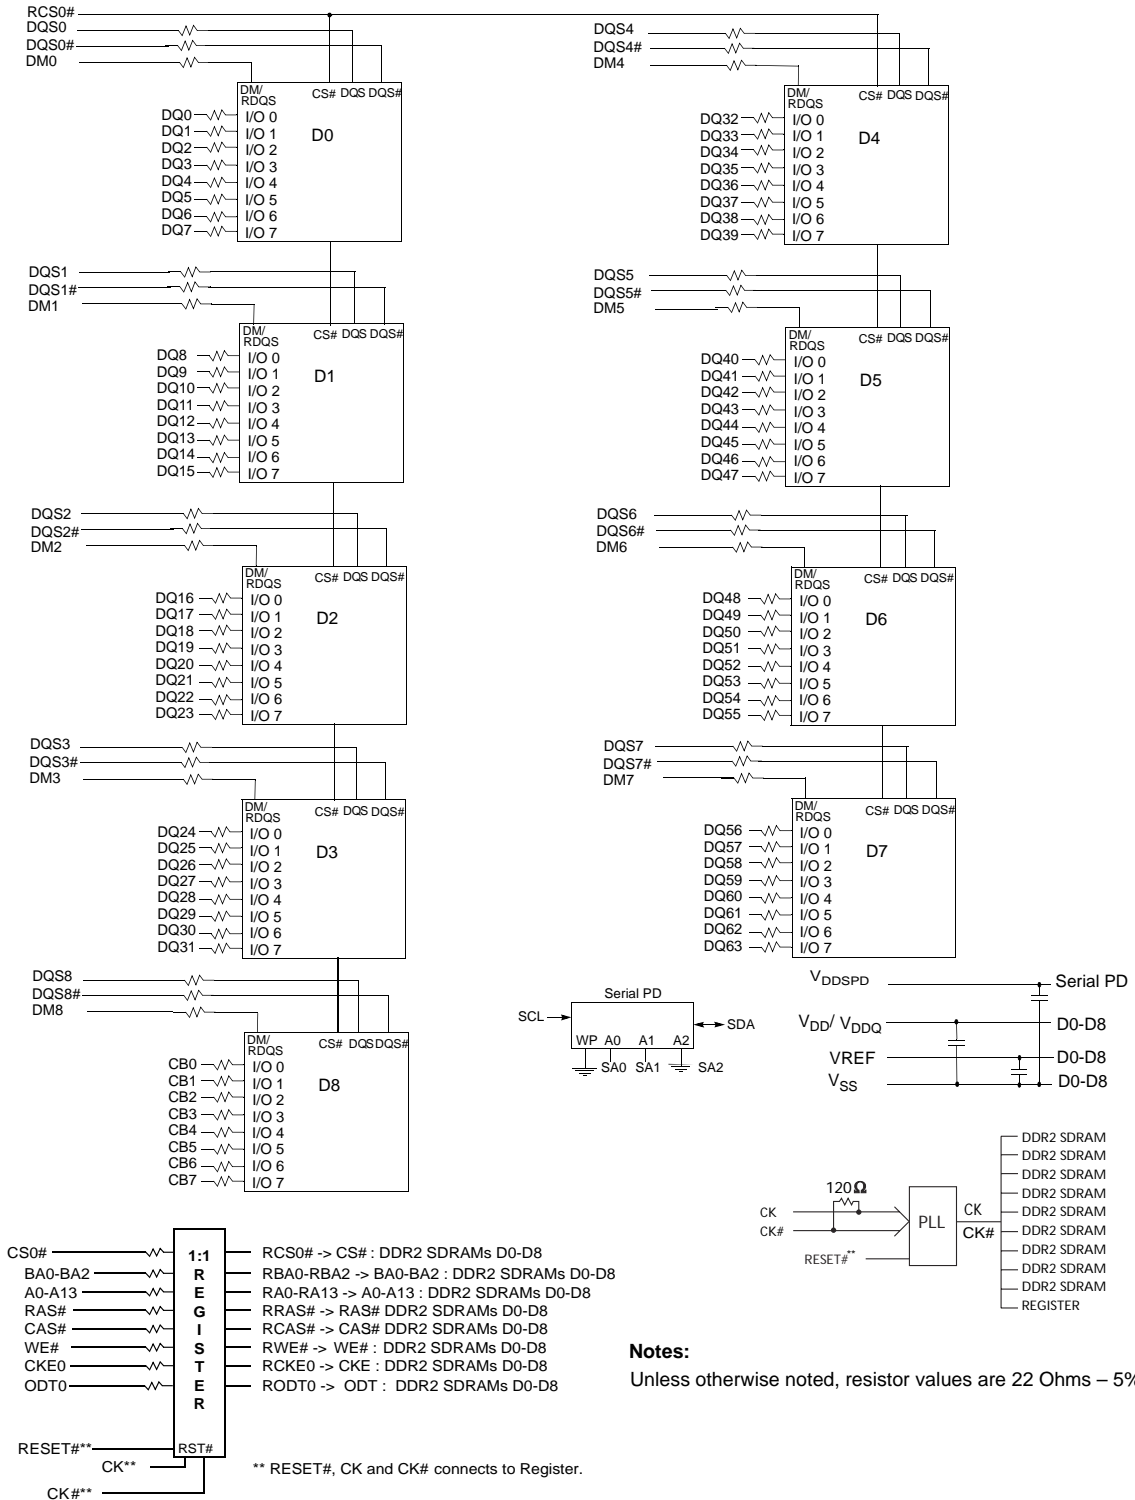 RCS0#
DQS0
DQS0#
DM0
DM/
RDQS
CS# DQS DQS#
DQ0 I/O 0
DQ1 I/O 1
DQ2 I/O 2
DQ3 I/O 3
DQ4 I/O 4
DQ5 I/O 5
DQ6 I/O 6
DQ7 I/O 7
D0
DQS1
DQS1#
DM1
DM/
RDQS
CS# DQS DQS#
DQ8 I/O 0
DQ9 I/O 1
DQ10 I/O 2
DQ11 I/O 3
DQ12 I/O 4
DQ13 I/O 5
DQ14 I/O 6
DQ15 I/O 7
D1
DQS2
DQS2#
DM2
DM/
RDQS
CS# DQS DQS#
DQ16 I/O 0
DQ17 I/O 1
DQ18 I/O 2
DQ19 I/O 3
DQ20 I/O 4
DQ21 I/O 5
DQ22 I/O 6
DQ23 I/O 7
D2
DQS3
DQS3#
DM3
DM/
RDQS
CS# DQS DQS#
DQ24 I/O 0
DQ25 I/O 1
DQ26 I/O 2
DQ27 I/O 3
DQ28 I/O 4
DQ29 I/O 5
DQ30 I/O 6
DQ31 I/O 7
D3
DQS8
DQS8#
DM8
DM/
RDQS
CS# DQS DQS#
CB0 I/O 0
CB1 I/O 1
CB2 I/O 2
CB3 I/O 3
CB4 I/O 4
CB5 I/O 5
CB6 I/O 6
CB7 I/O 7
D8
DQS4
DQS4#
DM4
DM/
RDQS
CS# DQS DQS#
DQ32 I/O 0
DQ33 I/O 1
DQ34 I/O 2
DQ35 I/O 3
DQ36 I/O 4
DQ37 I/O 5
DQ38 I/O 6
DQ39 I/O 7
D4
DQS5
DQS5#
DM5
DM/
RDQS
CS# DQS DQS#
DQ40 I/O 0
DQ41 I/O 1
DQ42 I/O 2
DQ43 I/O 3
DQ44 I/O 4
DQ45 I/O 5
DQ46 I/O 6
DQ47 I/O 7
D5
DQS6
DQS6#
DM6
DM/
RDQS
CS# DQS DQS#
DQ48 I/O 0
DQ49 I/O 1
DQ50 I/O 2
DQ51 I/O 3
DQ52 I/O 4
DQ53 I/O 5
DQ54 I/O 6
DQ55 I/O 7
D6
DQS7
DQS7#
DM7
DM/
RDQS
CS# DQS DQS#
DQ56 I/O 0
DQ57 I/O 1
DQ58 I/O 2
DQ59 I/O 3
DQ60 I/O 4
DQ61 I/O 5
DQ62 I/O 6
DQ63 I/O 7
D7
Serial PD
SCL
SDA
WP A0 A1 A2
SA0 SA1 SA2
VDDSPD Serial PD
VDD/ VDDQ D0-D8
VREF D0-D8
VSS D0-D8
120Ω
CK
CK#
RESET#**
PLL
CK
CK#
DDR2 SDRAM
DDR2 SDRAM
DDR2 SDRAM
DDR2 SDRAM
DDR2 SDRAM
DDR2 SDRAM
DDR2 SDRAM
DDR2 SDRAM
DDR2 SDRAM
REGISTER
1:1
R
E
G
I
S
T
E
R
CS0# RCS0# -> CS# : DDR2 SDRAMs D0-D8
BA0-BA2 RBA0-RBA2 -> BA0-BA2 : DDR2 SDRAMs D0-D8
A0-A13 RA0-RA13 -> A0-A13 : DDR2 SDRAMs D0-D8
RAS# RRAS# -> RAS# DDR2 SDRAMs D0-D8
CAS# RCAS# -> CAS# DDR2 SDRAMs D0-D8
WE# RWE# -> WE# : DDR2 SDRAMs D0-D8
CKE0 RCKE0 -> CKE : DDR2 SDRAMs D0-D8
ODT0 RODT0 -> ODT : DDR2 SDRAMs D0-D8
RESET#** RST#
CK**
CK#**
** RESET#, CK and CK# connects to Register.
Notes:
Unless otherwise noted, resistor values are 22 Ohms – 5%